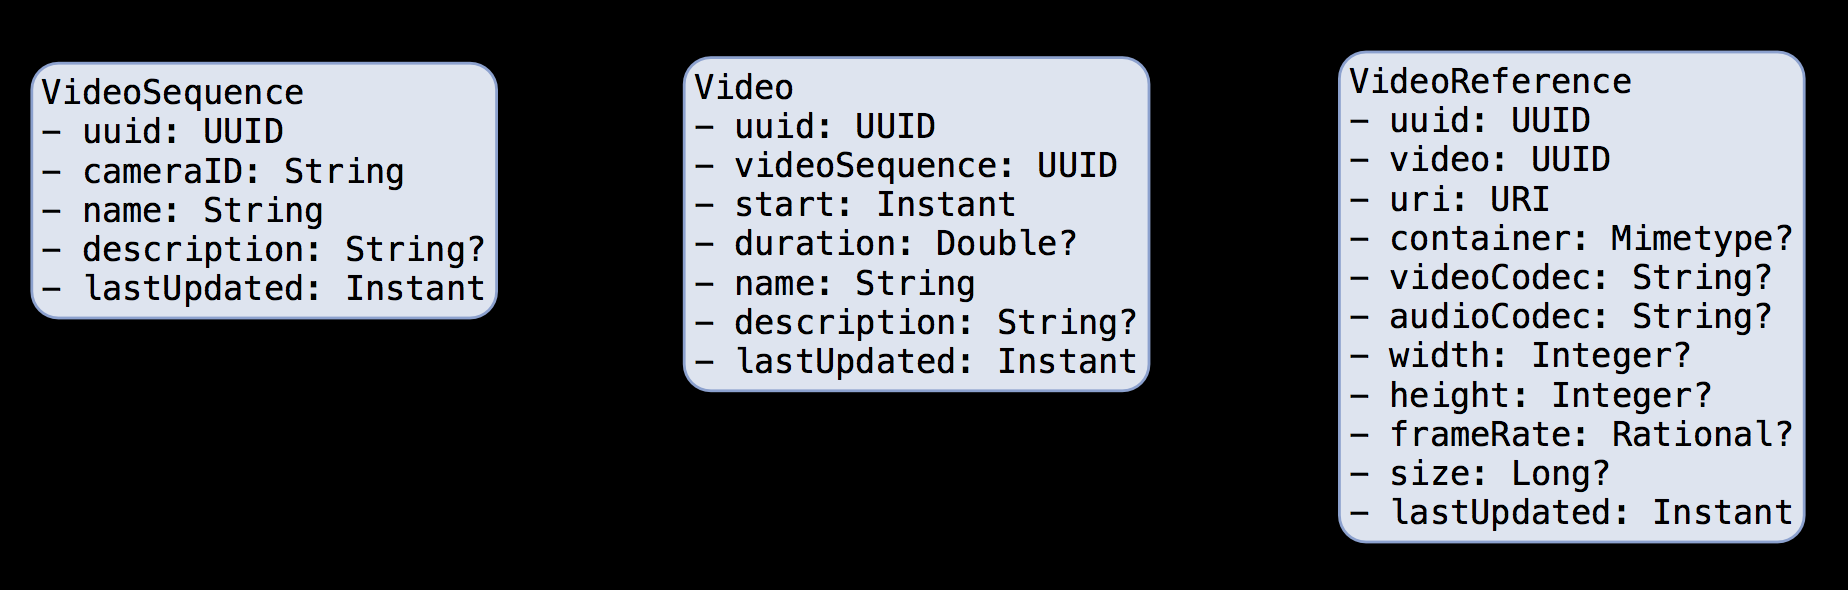 VideoSequence
- uuid: UUID
- cameraID: String
- name: String
- description: String?
- lastUpdated: Instant
Video
- uuid: UUID
- videoSequence: UUID
- start: Instant
- duration: Double?
- name: String
- description: String?
- lastUpdated: Instant
VideoReference
- uuid: UUID
- video: UUID
- uri: URI
- container: Mimetype?
- videoCodec: String?
- audioCodec: String?
- width: Integer?
- height: Integer?
- frameRate: Rational?
- size: Long?
- lastUpdated: Instant